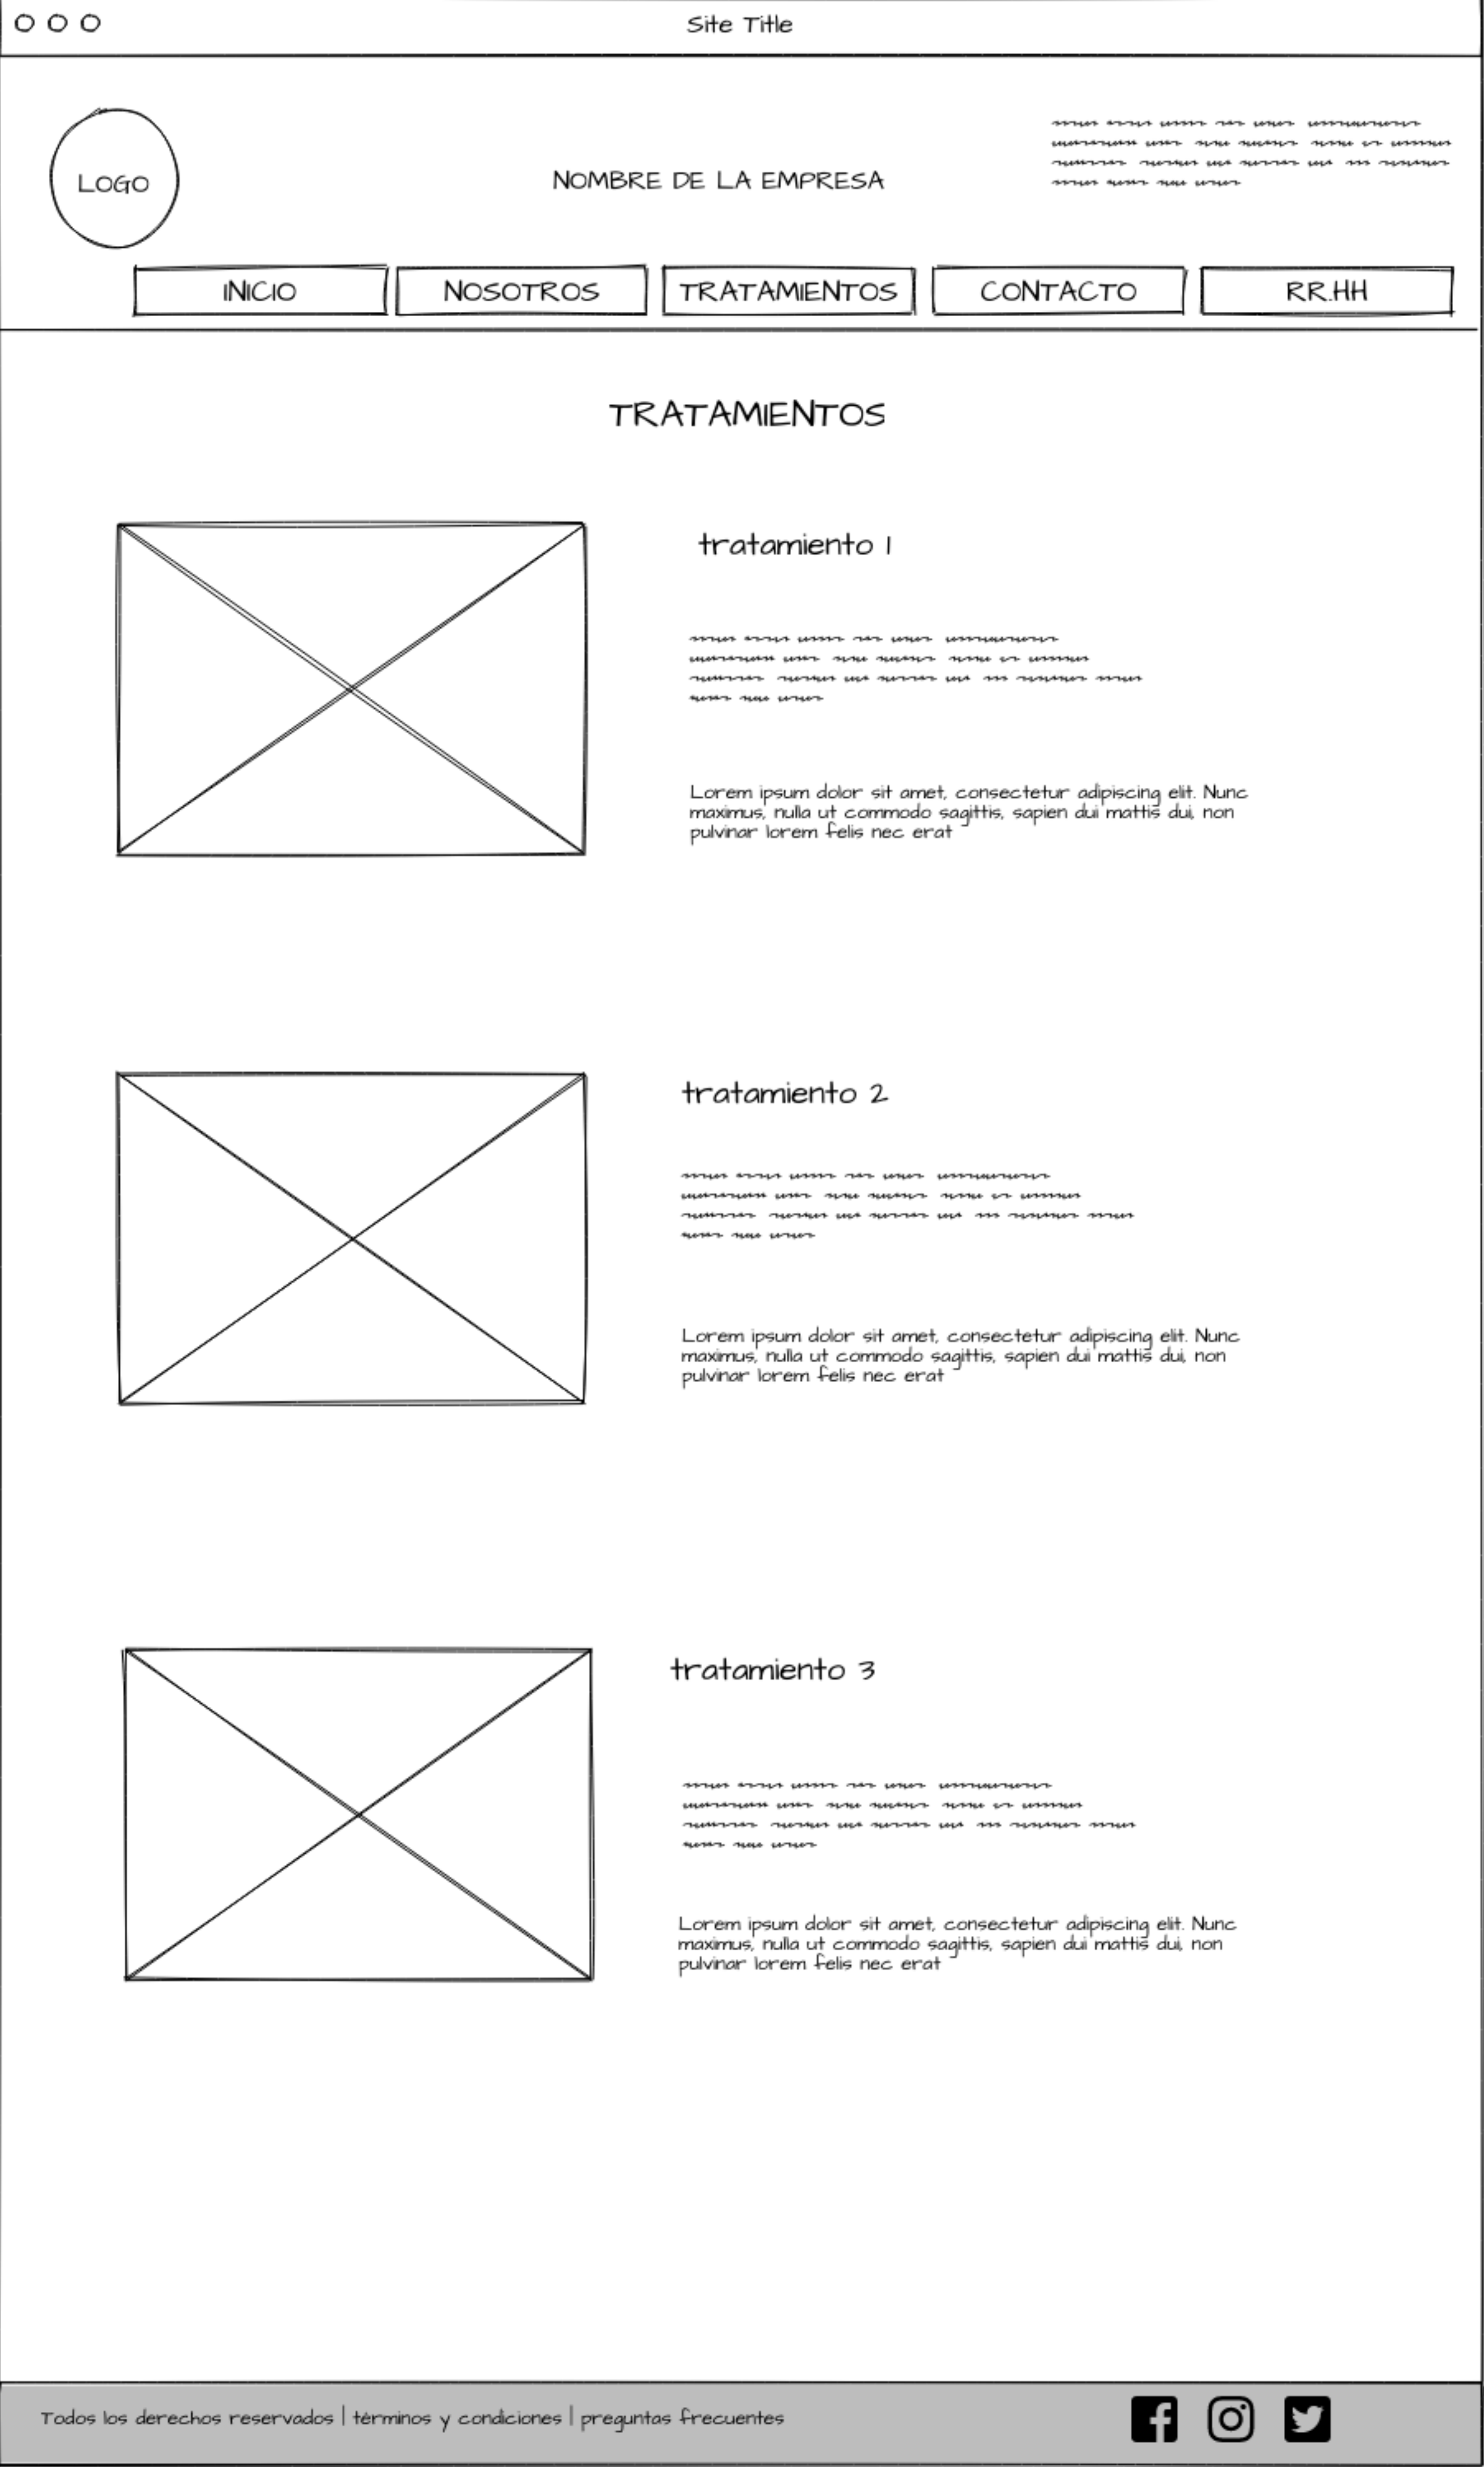 Site Title
LOGO
NOMBRE DE LA EMPRESA
INICIO
NOSOTROS
TRATAMIENTOS
CONTACTO
RR.HH
TRATAMIENTOS
tratamiento 1
Lorem ipsum dolor sit amet, consectetur adipiscing elit. Nunc
maximus, nulla ut commodo sagittis, sapien dui mattis dui, non
pulvinar lorem felis nec erat
tratamiento 2
Lorem ipsum dolor sit amet, consectetur adipiscing elit. Nunc
maximus, nulla ut commodo sagittis, sapien dui mattis dui, non
pulvinar lorem felis nec erat
tratamiento 3
Lorem ipsum dolor sit amet, consectetur adipiscing elit. Nunc
maximus, nulla ut commodo sagittis, sapien dui mattis dui, non
pulvinar lorem felis nec erat
Todos los derechos reservados | términos y condiciones | preguntas frecuentes